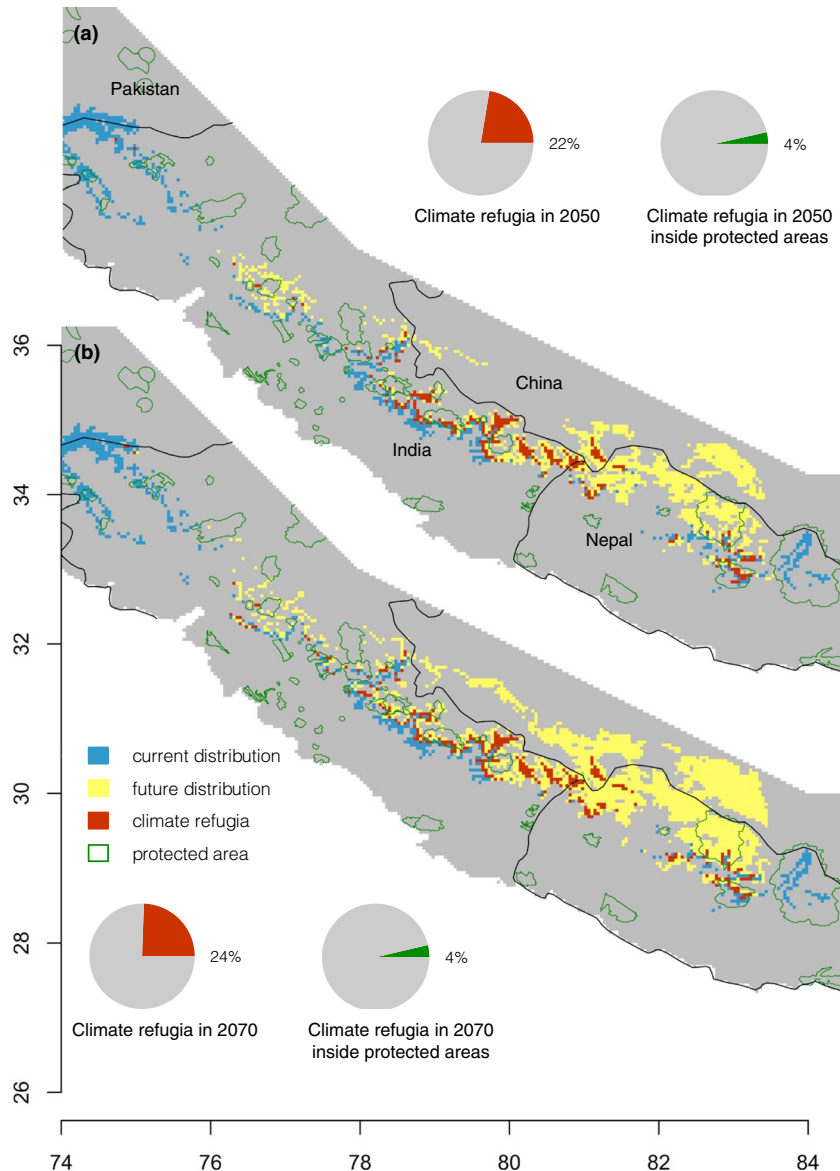 (a)
Pakistan
22%
4%
Climate refugia in 2050
Climate refugia in 2050
inside protected areas
36
(b)
China
India
34
Nepal
32
current distribution
30
future distribution
climate refugia
protected area
28
24%
4%
Climate refugia in 2070
Climate refugia in 2070
inside protected areas
26
74 76 78 80 82 84